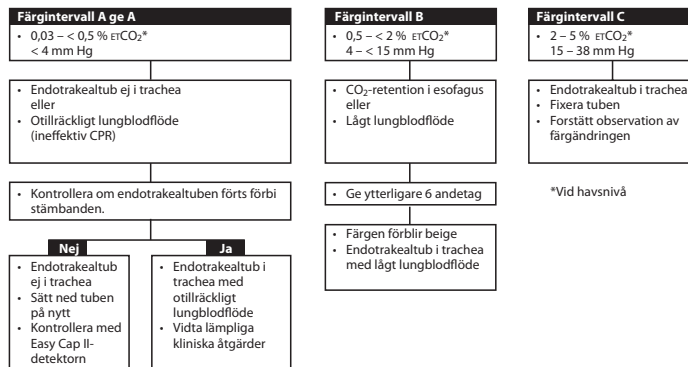 Färgintervall A ge A
• 0,03 – < 0,5 % ETCO₂*
< 4 mm Hg
• Endotrakealtub ej i trachea
eller
• Otillräckligt lungblodflöde
(ineffektiv CPR)
• Kontrollera om endotrakealtuben förts förbi
stämbanden.
Nej
• Endotrakealtub
ej i trachea
• Sätt ned tuben
på nytt
• Kontrollera med
Easy Cap II-
detektorn
Ja
• Endotrakealtub i
trachea med
otillräckligt
lungblodflöde
• Vidta lämpliga
kliniska åtgärder
Färgintervall B
• 0,5 – < 2 % ETCO₂*
4 – < 15 mm Hg
• CO₂-retention i esofagus
eller
• Lågt lungblodflöde
• Ge ytterligare 6 andetag
• Färgen förblir beige
• Endotrakealtub i trachea
med lågt lungblodflöde
Färgintervall C
• 2 – 5 % ETCO₂*
15 – 38 mm Hg
• Endotrakealtub i trachea
• Fixera tuben
• Forstätt observation av
färgändringen
*Vid havsnivå